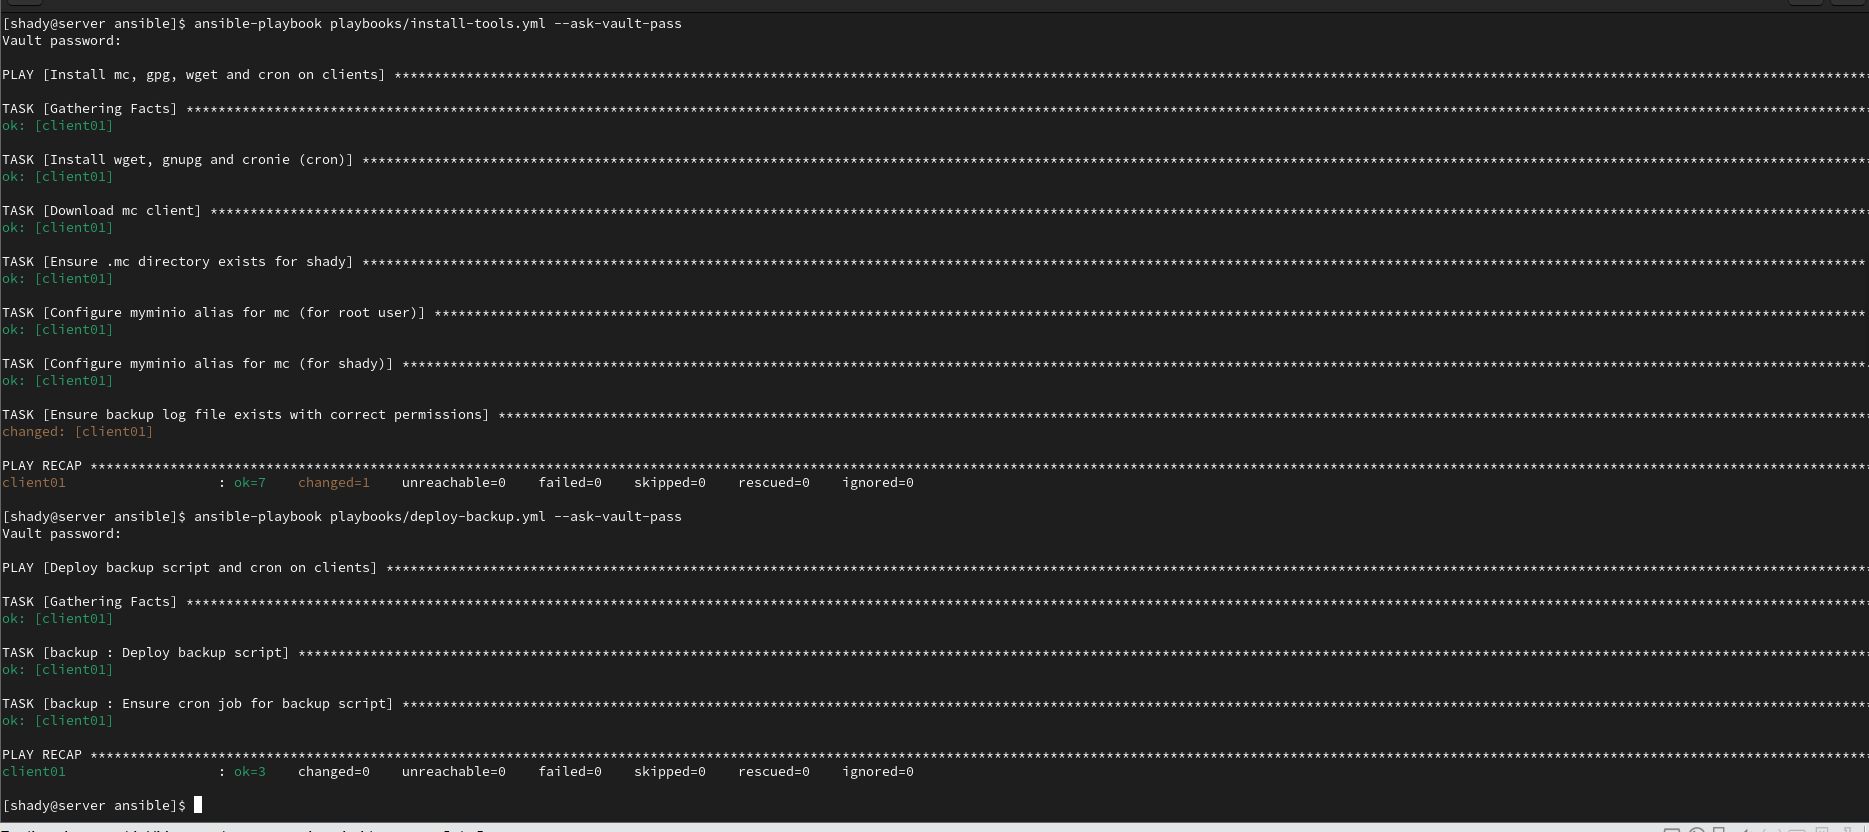 [shady@server ansible]$ ansible-playbook playbooks/install-tools.yml --ask-vault-pass
Vault password:
PLAY [Install mc, gpg, wget and cron on clients] ****************************************
TASK [Gathering Facts] ****************************************
ok: [client01]
TASK [Install wget, gnupg and cronie (cron)] ****************************************
ok: [client01]
TASK [Download mc client] ****************************************
ok: [client01]
TASK [Ensure .mc directory exists for shady] ****************************************
ok: [client01]
TASK [Configure myminio alias for mc (for root user)] ****************************************
ok: [client01]
TASK [Configure myminio alias for mc (for shady)] ****************************************
ok: [client01]
TASK [Ensure backup log file exists with correct permissions] ****************************************
changed: [client01]
PLAY RECAP ****************************************
client01 : ok=7 changed=1 unreachable=0 failed=0 skipped=0 rescued=0 ignored=0
[shady@server ansible]$ ansible-playbook playbooks/deploy-backup.yml --ask-vault-pass
Vault password:
PLAY [Deploy backup script and cron on clients] ****************************************
TASK [Gathering Facts] ****************************************
ok: [client01]
TASK [backup : Deploy backup script] ****************************************
ok: [client01]
TASK [backup : Ensure cron job for backup script] ****************************************
ok: [client01]
PLAY RECAP ****************************************
client01 : ok=3 changed=0 unreachable=0 failed=0 skipped=0 rescued=0 ignored=0
[shady@server ansible]$